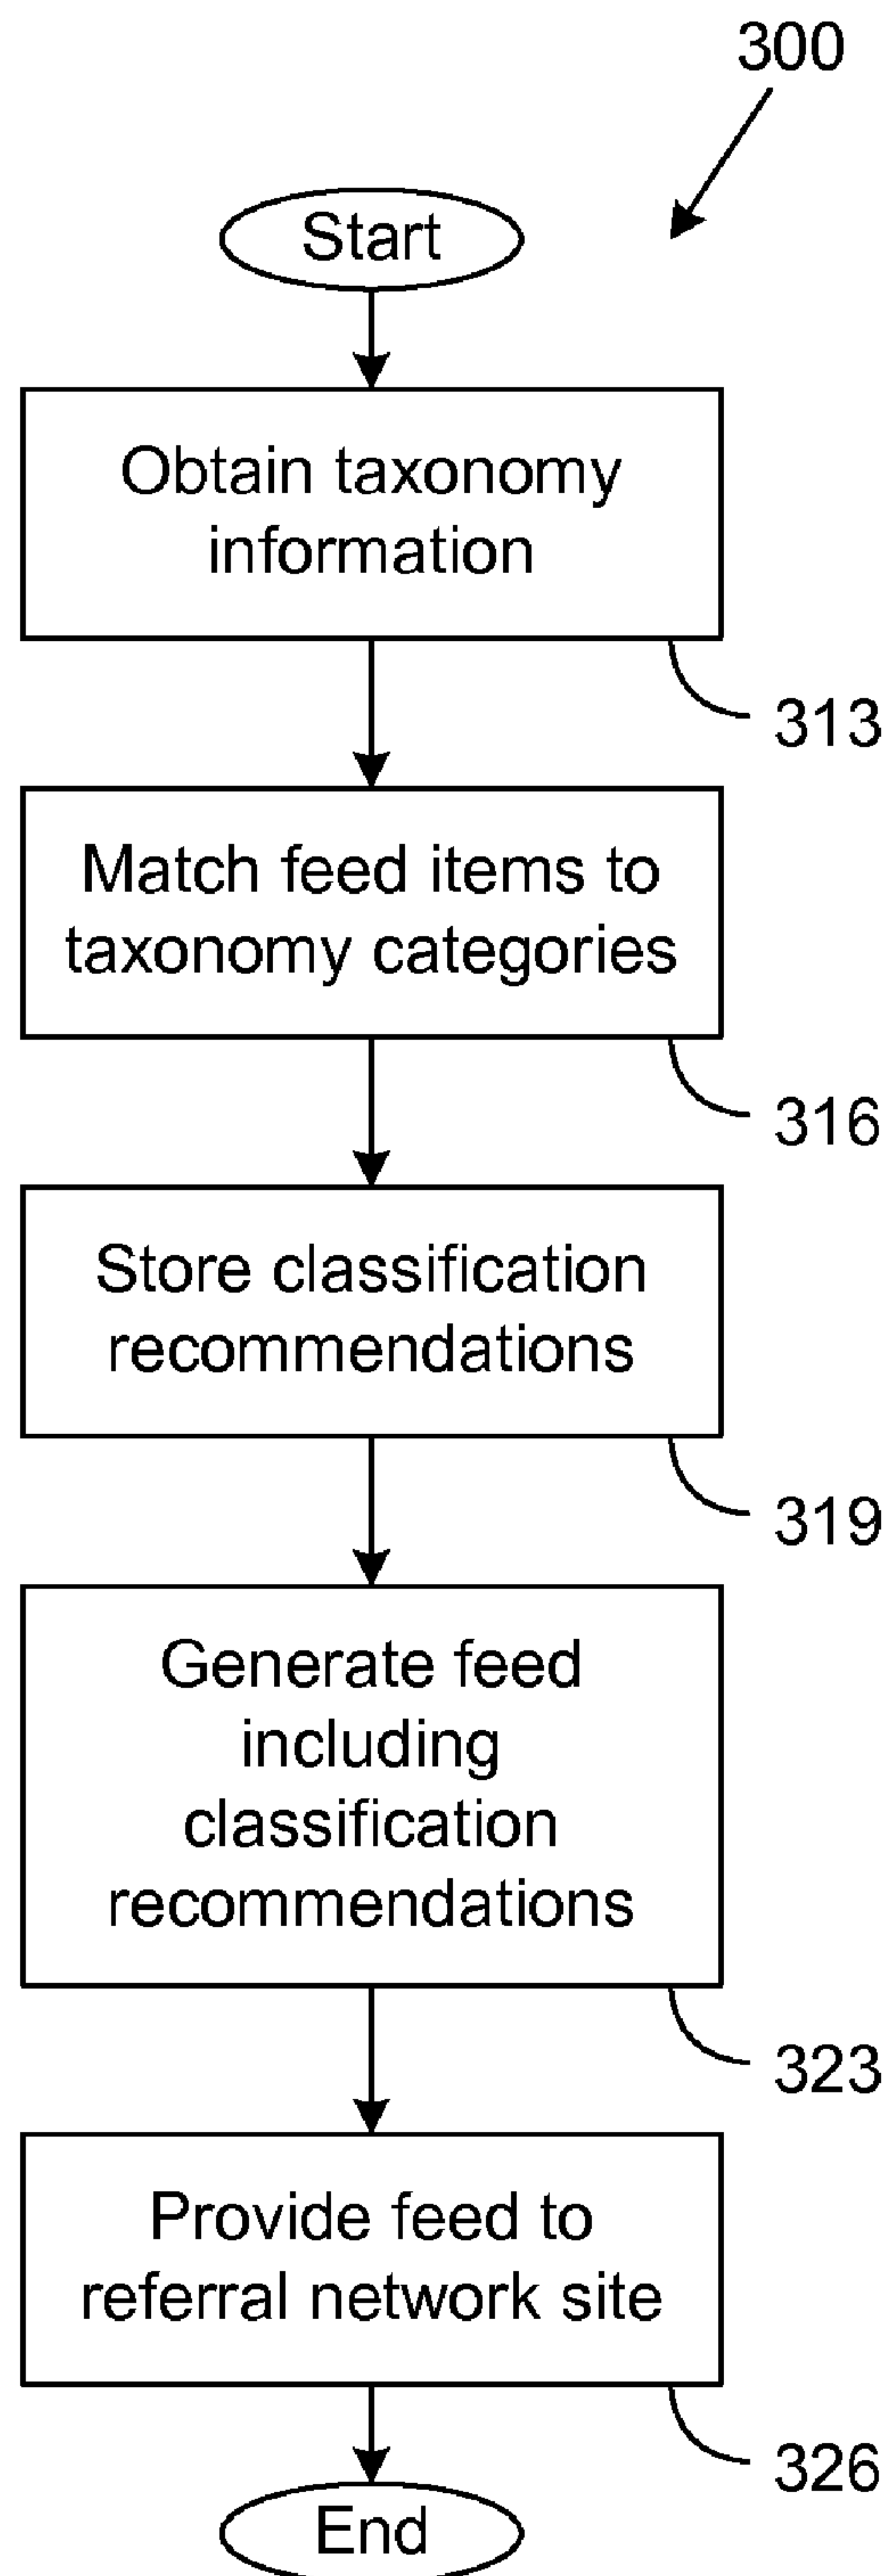 300
Start
Obtain taxonomy
information
313
Match feed items to
taxonomy categories
316
Store classification
recommendations
319
Generate feed
including
classification
recommendations
323
Provide feed to
referral network site
326
End